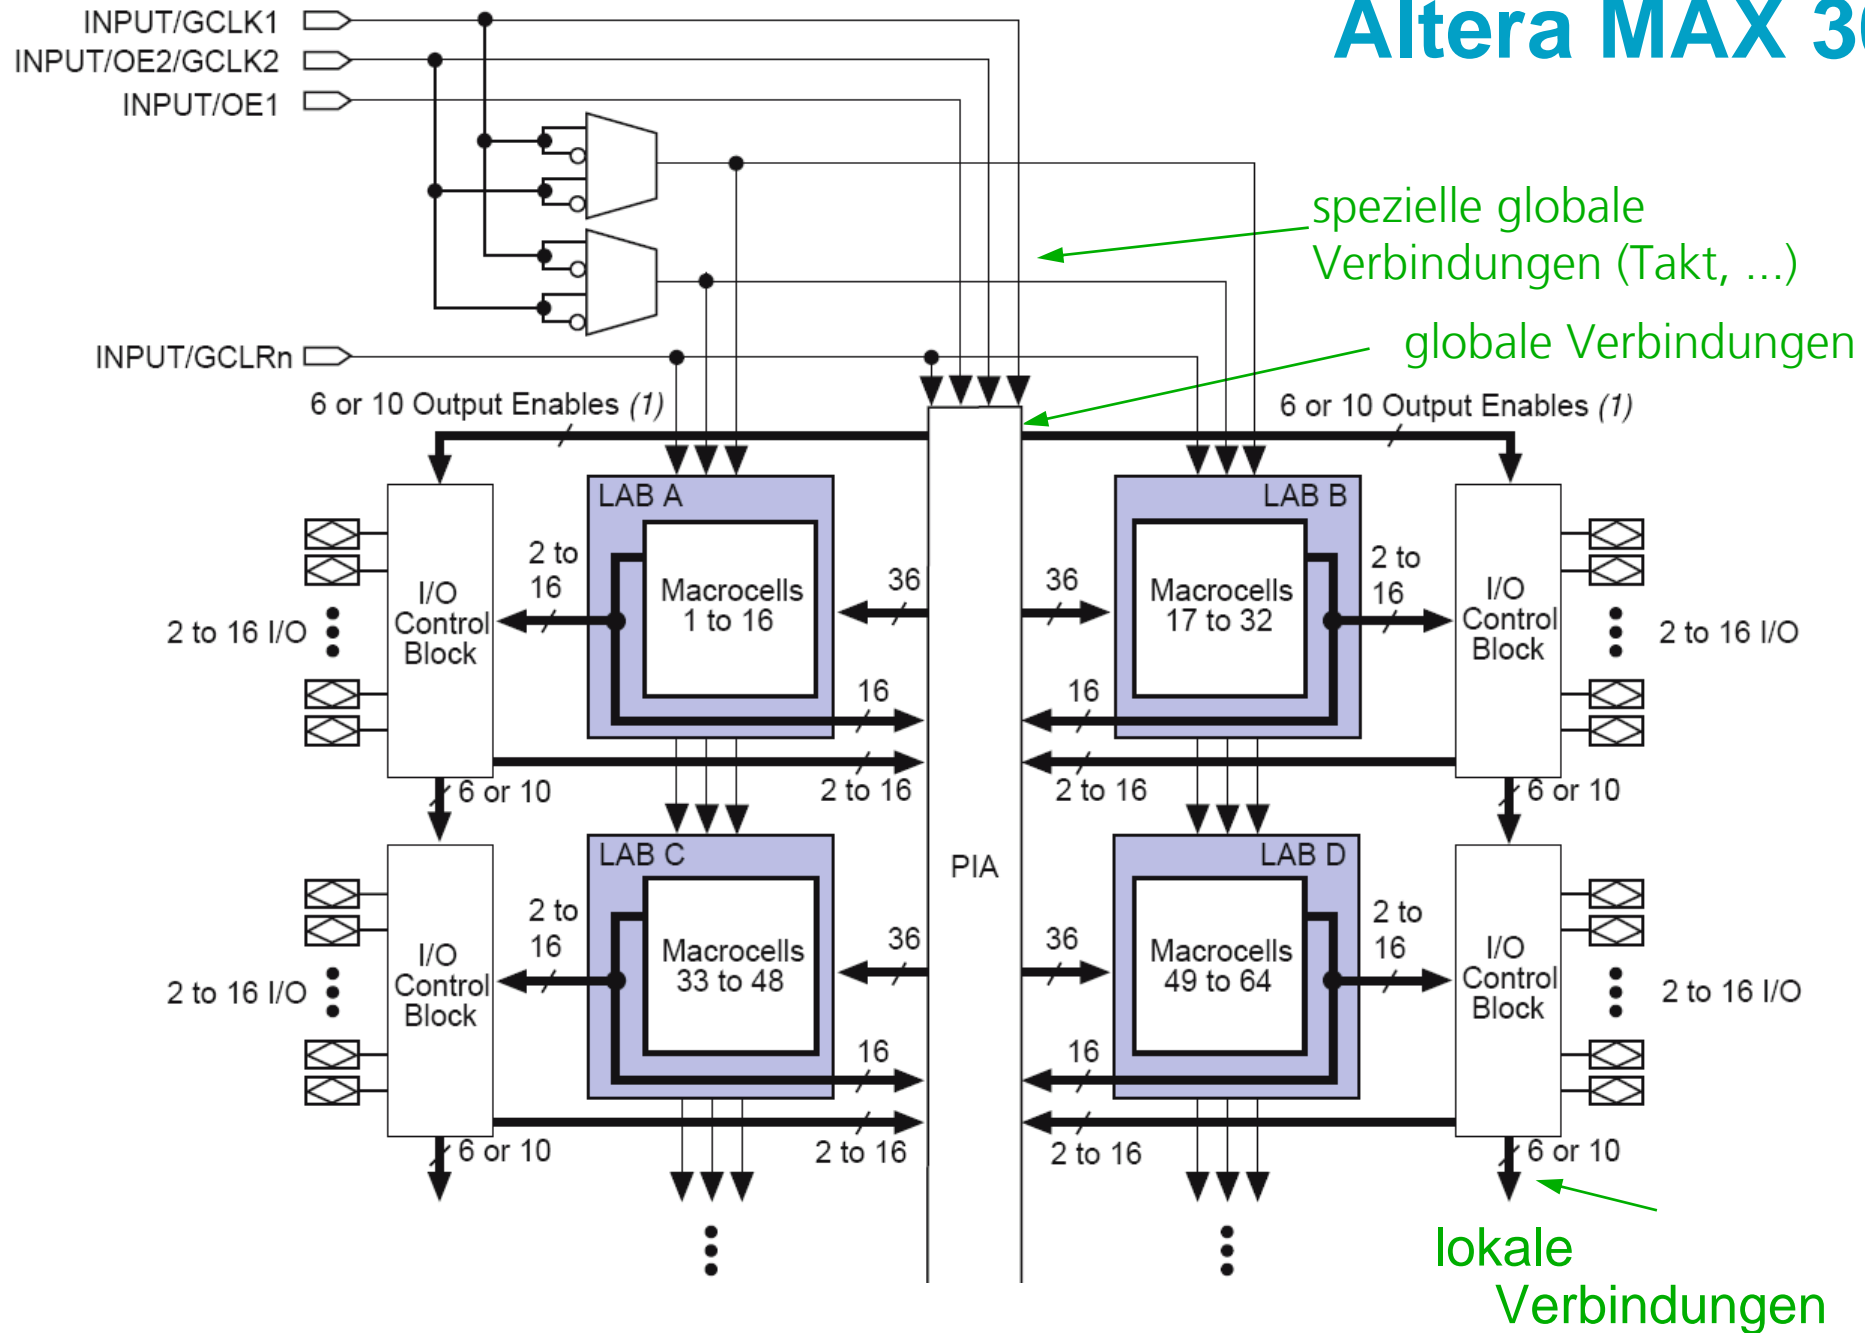 Altera MAX 30
INPUT/GCLK1
INPUT/OE2/GCLK2
INPUT/OE1
spezielle globale
Verbindungen (Takt, ...)
globale Verbindungen
INPUT/GCLRn
6 or 10 Output Enables (1)
6 or 10 Output Enables (1)
LAB A
LAB B
2 to
16
Macrocells
1 to 16
36
36
Macrocells
17 to 32
2 to
16
I/O
Control
Block
I/O
Control
Block
2 to 16 I/O
2 to 16 I/O
16
16
6 or 10
2 to 16
2 to 16
6 or 10
LAB C
PIA
LAB D
2 to
16
Macrocells
33 to 48
36
36
Macrocells
49 to 64
2 to
16
I/O
Control
Block
I/O
Control
Block
2 to 16 I/O
2 to 16 I/O
16
16
6 or 10
2 to 16
2 to 16
6 or 10
lokale
Verbindungen